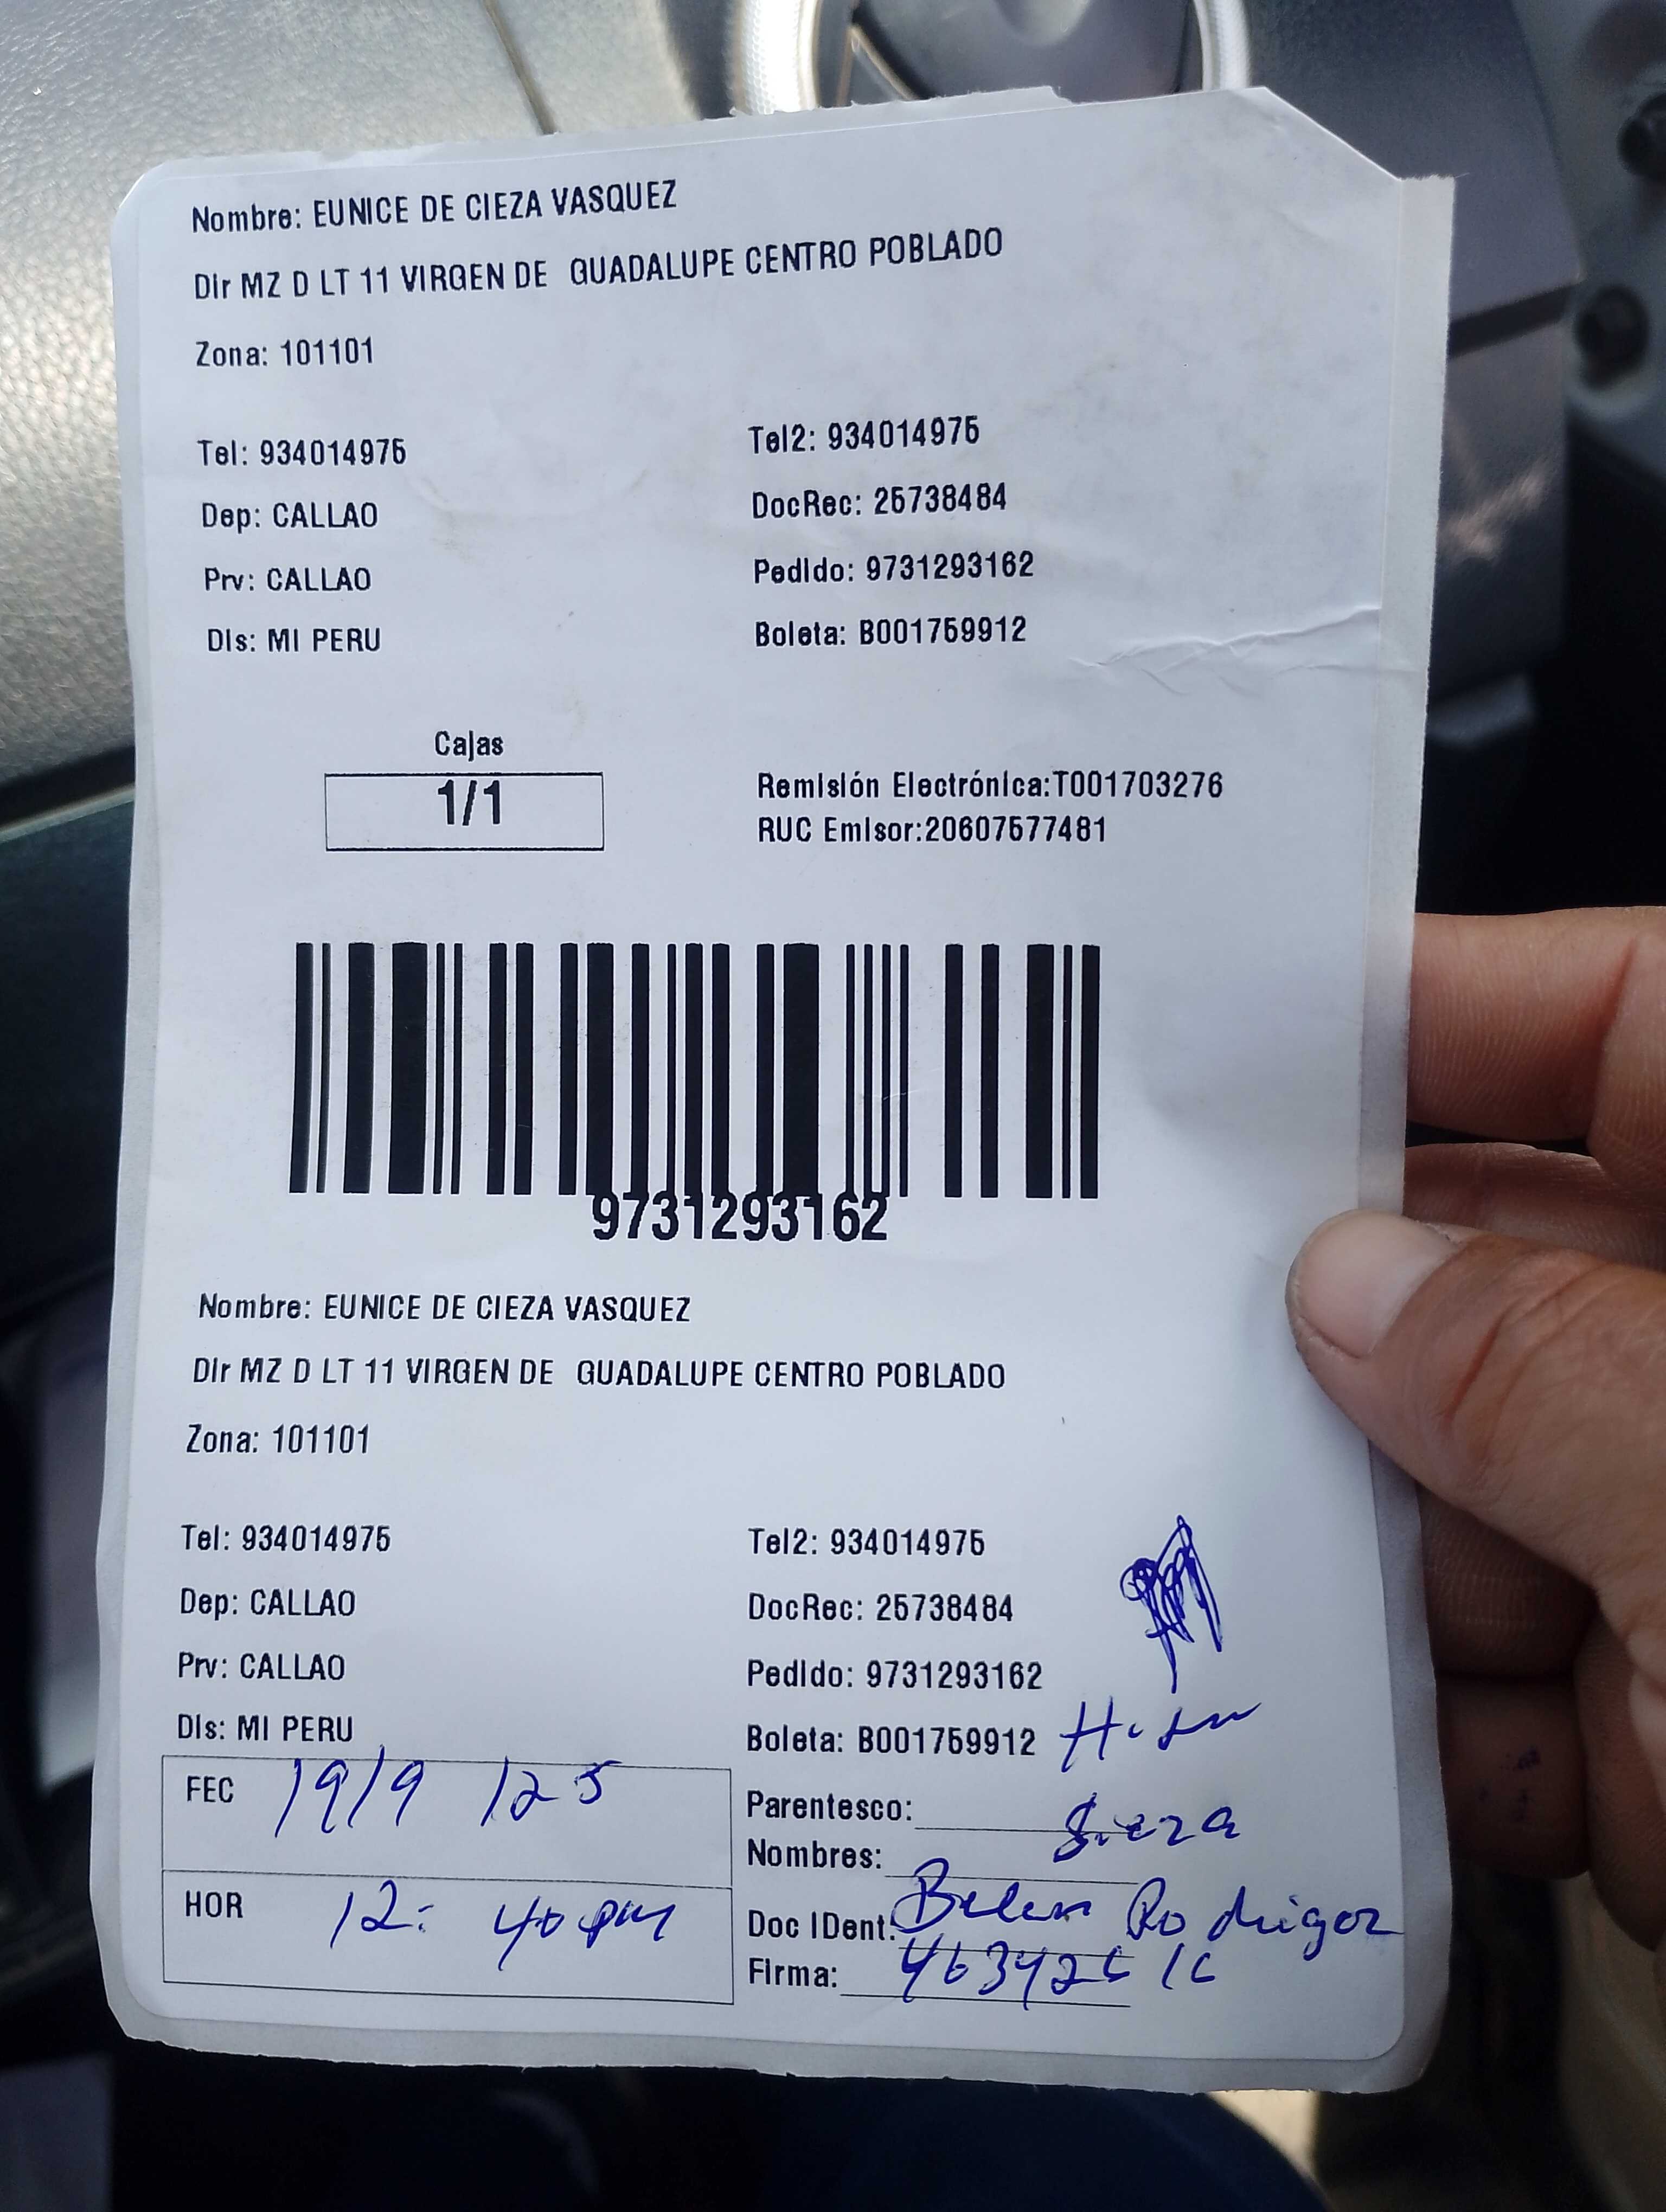 Nombre: EUNICE DE CIEZA VASQUEZ
Dir MZ D LT 11 VIRGEN DE GUADALUPE CENTRO POBLADO
Zona: 101101
Tel: 934014975 Tel2: 934014975
Dep: CALLAO DocRec: 25738484
Prv: CALLAO Pedido: 9731293162
Dis: MI PERU Boleta: B001759912
Cajas
1/1
Remisión Electrónica:T001703276
RUC Emisor:20607577481
9731293162
Nombre: EUNICE DE CIEZA VASQUEZ
Dir MZ D LT 11 VIRGEN DE GUADALUPE CENTRO POBLADO
Zona: 101101
Tel: 934014975 Tel2: 934014975
Dep: CALLAO DocRec: 25738484
Prv: CALLAO Pedido: 9731293162
Dis: MI PERU Boleta: B001759912
FEC 19/9/25
Parentesco:
Nombres:
HOR 12:40pm
Doc IDent: Belen Rodrigez
Firma: